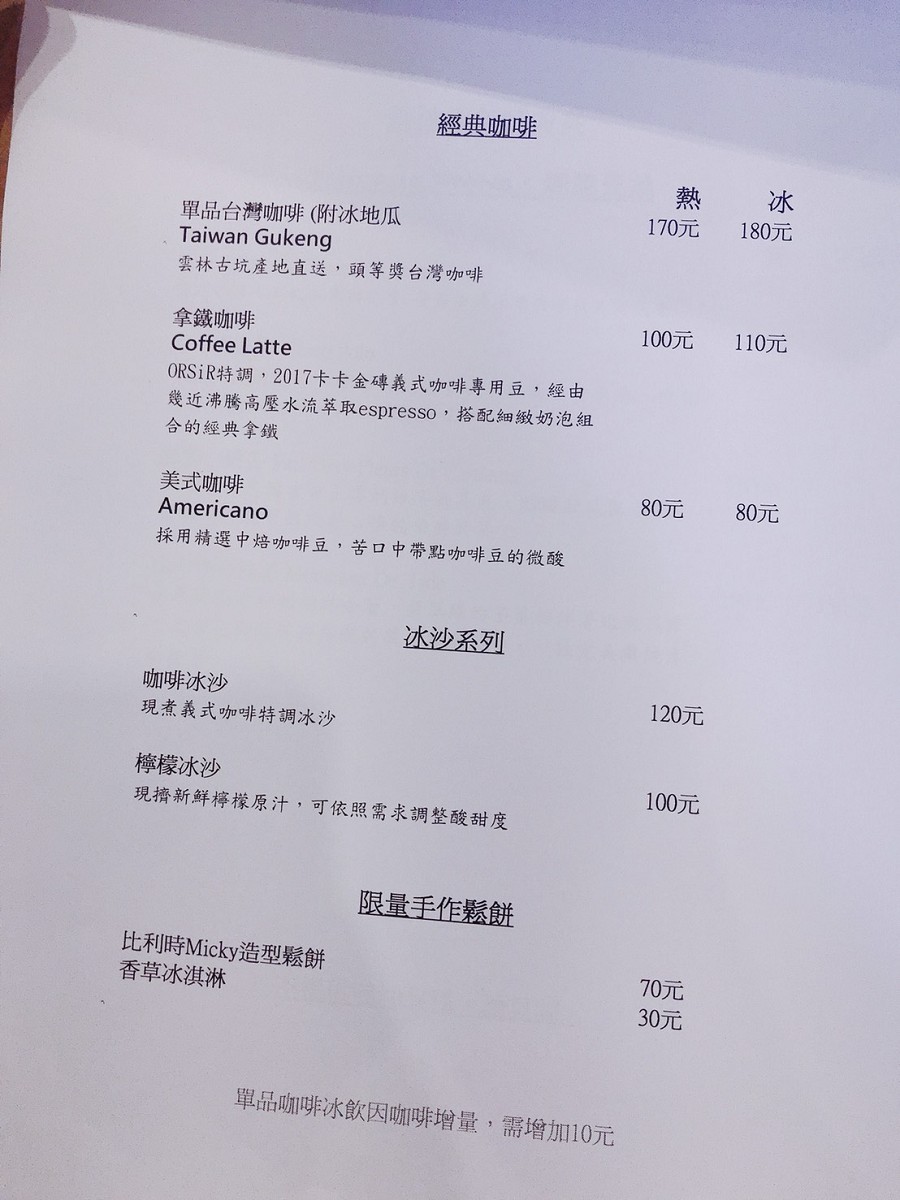 經典咖啡
熱 冰
單品台灣咖啡 (附冰地瓜 170元 180元
Taiwan Gukeng
雲林古坑產地直送，頭等獎台灣咖啡
拿鐵咖啡 100元 110元
Coffee Latte
ORSiR特調，2017卡卡金磚義式咖啡專用豆，經由
幾近沸騰高壓水流萃取espresso，搭配細緻奶泡組
合的經典拿鐵
美式咖啡 80元 80元
Americano
採用精選中焙咖啡豆，苦口中帶點咖啡豆的微酸
冰沙系列
咖啡冰沙
現煮義式咖啡特調冰沙 120元
檸檬冰沙
現擠新鮮檸檬原汁，可依照需求調整酸甜度 100元
限量手作鬆餅
比利時Micky造型鬆餅 70元
香草冰淇淋 30元
單品咖啡冰飲因咖啡增量，需增加10元